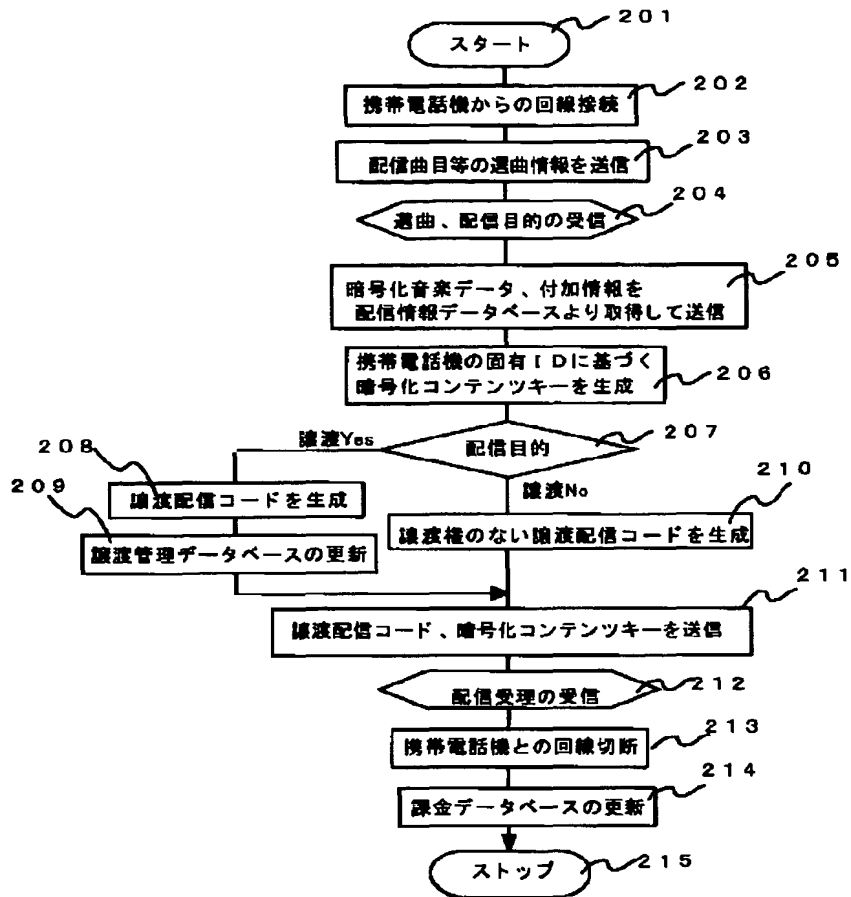 201
スタート
202
携帯電話機からの回線接続
203
配信曲目等の選曲情報を送信
204
選曲、配信目的の受信
205
暗号化音楽データ、付加情報を
配信情報データベースより取得して送信
携帯電話機の固有IDに基づく
暗号化コンテンツキーを生成
206
譲渡Yes
配信目的
207
208
譲渡配信コードを生成
209
譲渡管理データベースの更新
譲渡No
210
譲渡権のない譲渡配信コードを生成
211
譲渡配信コード、暗号化コンテンツキーを送信
配信受理の受信
212
213
携帯電話機との回線切断
214
課金データベースの更新
ストップ
215